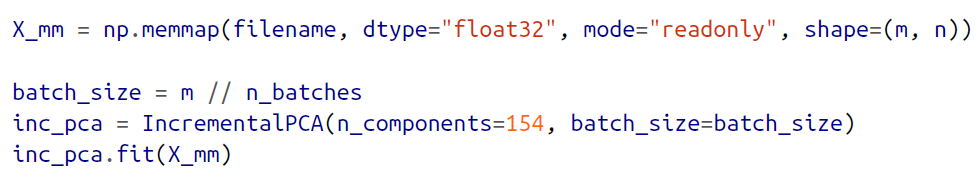 X_mm = np.memmap(filename, dtype="float32", mode="readonly", shape=(m, n))
batch_size = m // n_batches
inc_pca = IncrementalPCA(n_components=154, batch_size=batch_size)
inc_pca.fit(X_mm)